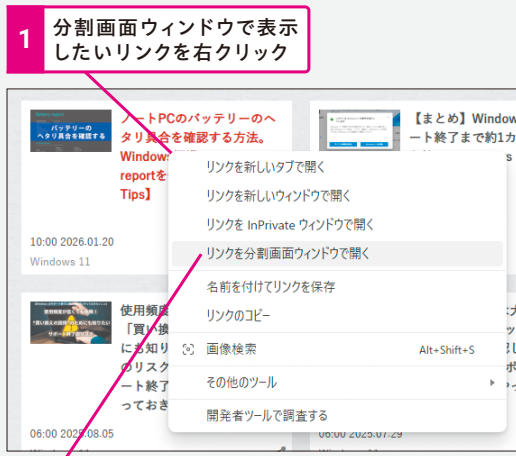 1
分割画面ウィンドウで表示
したいリンクを右クリック
バッテリーの
ヘタリ具合を確認する
ノートPCのバッテリーのヘ
タリ具合を確認する方法。
Windows
reportを
Tips】
10:00 2026.01.20
Windows 11
【まとめ】Window
ート終了まで約1カ
s
リンクを新しいタブで開く
リンクを新しいウィンドウで開く
リンクを InPrivate ウィンドウで開く
リンクを分割画面ウィンドウで開く
名前を付けてリンクを保存
リンクのコピー
画像検索 Alt+Shift+S
その他のツール
開発者ツールで調査する
使用頻度
「買い換
にも知り
のリスク
ート終了
っておき
06:00 2025.08.05
06:00 2025.07.29